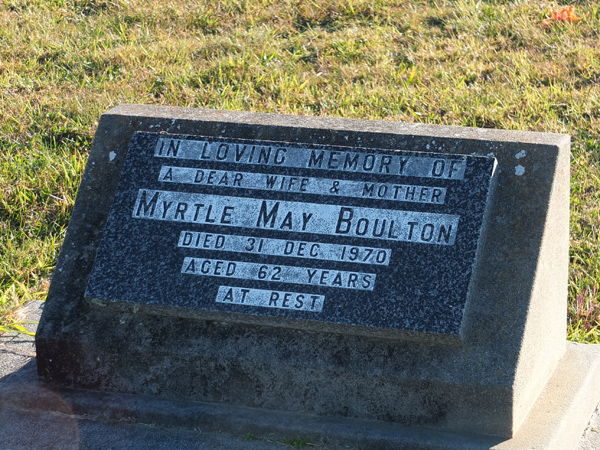 IN LOVING MEMORY OF
A DEAR WIFE & MOTHER
MYRTLE MAY BOULTON
DIED 31 DEC 1970
AGED 62 YEARS
AT REST